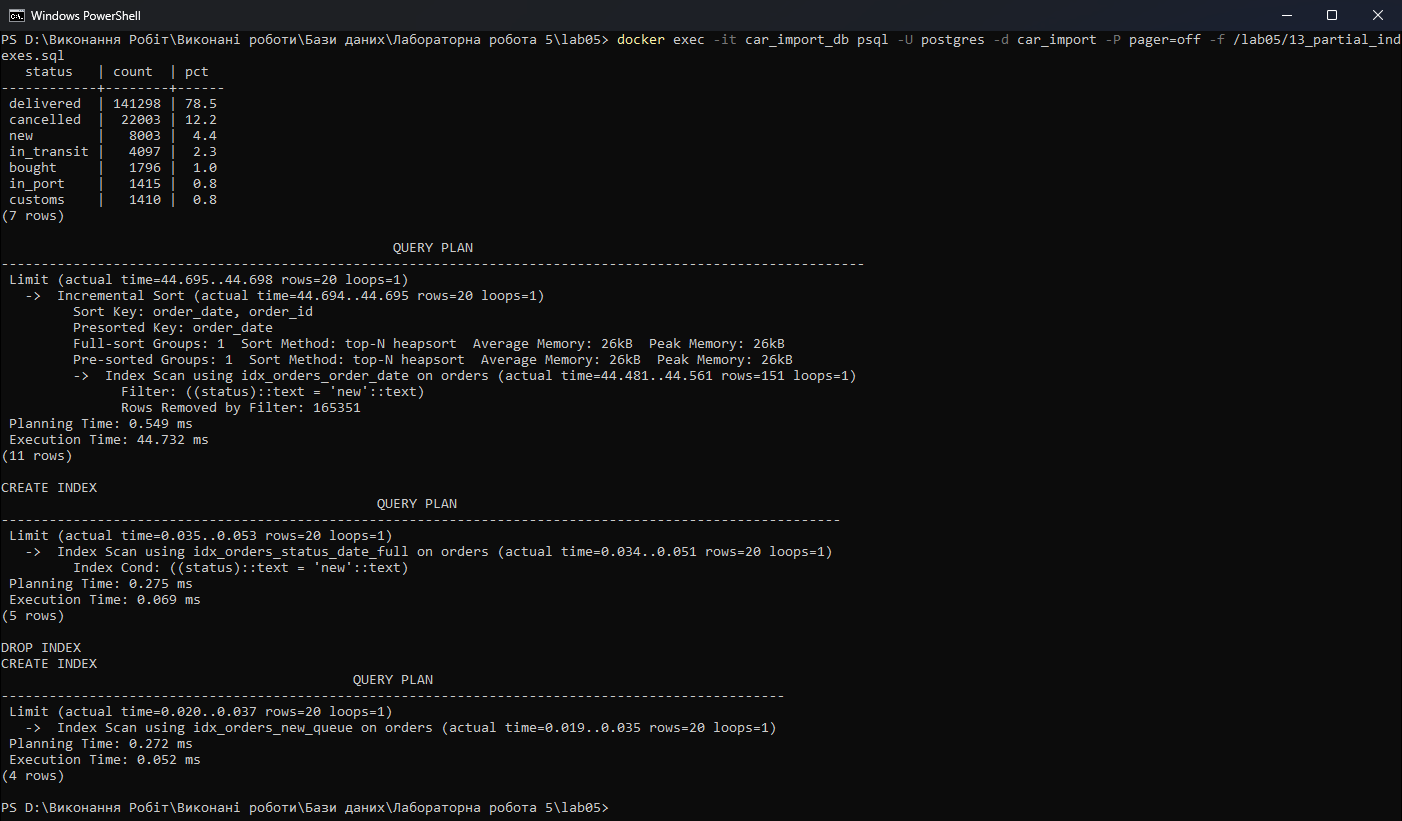 Windows PowerShell
PS D:\Виконання Робіт\Виконані роботи\Бази даних\Лабораторна робота 5\lab05> docker exec -it car_import_db psql -U postgres -d car_import -P pager=off -f /lab05/13_partial_ind
exes.sql
   status   | count  | pct
------------+--------+------
 delivered  | 141298 | 78.5
 cancelled  |  22003 | 12.2
 new        |   8003 |  4.4
 in_transit |   4097 |  2.3
 bought     |   1796 |  1.0
 in_port    |   1415 |  0.8
 customs    |   1410 |  0.8
(7 rows)
                                                 QUERY PLAN
------------------------------------------------------------------------------------------------------------
 Limit (actual time=44.695..44.698 rows=20 loops=1)
   ->  Incremental Sort (actual time=44.694..44.695 rows=20 loops=1)
         Sort Key: order_date, order_id
         Presorted Key: order_date
         Full-sort Groups: 1  Sort Method: top-N heapsort  Average Memory: 26kB  Peak Memory: 26kB
         Pre-sorted Groups: 1  Sort Method: top-N heapsort  Average Memory: 26kB  Peak Memory: 26kB
         ->  Index Scan using idx_orders_order_date on orders (actual time=44.481..44.561 rows=151 loops=1)
               Filter: ((status)::text = 'new'::text)
               Rows Removed by Filter: 165351
 Planning Time: 0.549 ms
 Execution Time: 44.732 ms
(11 rows)
CREATE INDEX
                                               QUERY PLAN
---------------------------------------------------------------------------------------------------------
 Limit (actual time=0.035..0.053 rows=20 loops=1)
   ->  Index Scan using idx_orders_status_date_full on orders (actual time=0.034..0.051 rows=20 loops=1)
         Index Cond: ((status)::text = 'new'::text)
 Planning Time: 0.275 ms
 Execution Time: 0.069 ms
(5 rows)
DROP INDEX
CREATE INDEX
                                            QUERY PLAN
--------------------------------------------------------------------------------------------------
 Limit (actual time=0.020..0.037 rows=20 loops=1)
   ->  Index Scan using idx_orders_new_queue on orders (actual time=0.019..0.035 rows=20 loops=1)
 Planning Time: 0.272 ms
 Execution Time: 0.052 ms
(4 rows)
PS D:\Виконання Робіт\Виконані роботи\Бази даних\Лабораторна робота 5\lab05>